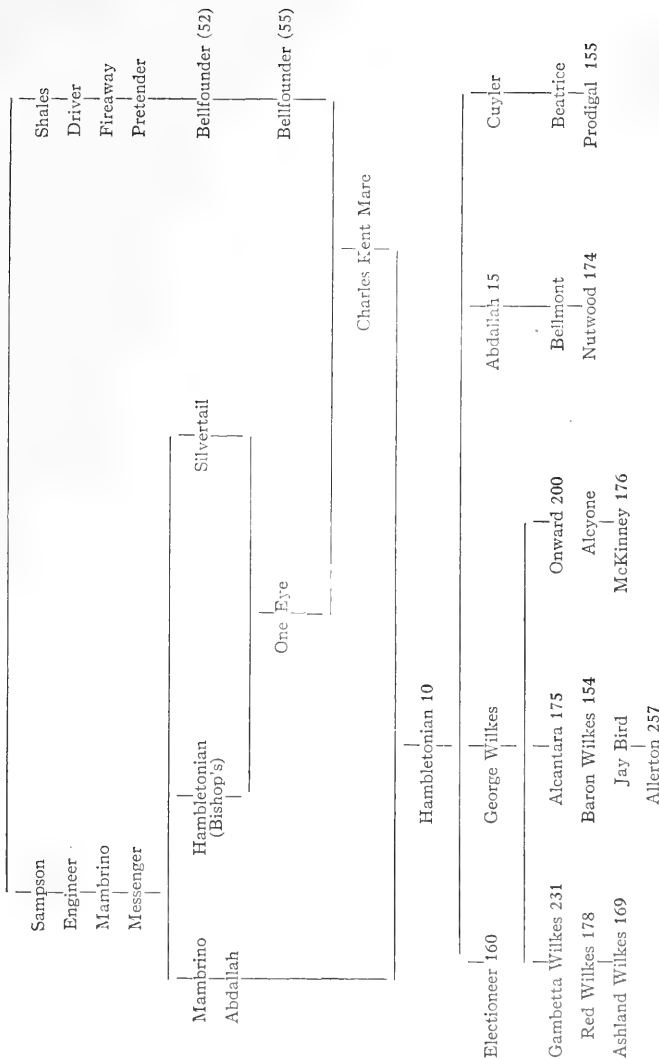 Sampson
Engineer
Mambrino
Messenger
Shales
Driver
Fireaway
Pretender
Mambrino
Abdallah
Hambletonian
(Bishop's)
Silvertail
Bellfounder (52)
One Eye
Bellfounder (55)
Charles Kent Mare
Hambletonian 10
Electioneer 160
George Wilkes
Abdallah 15
Cuyler
Gambetta Wilkes 231
Alcantara 175
Onward 200
Bellmont
Beatrice
Red Wilkes 178
Baron Wilkes 154
Alcyone
Nutwood 174
Prodigal 155
Ashland Wilkes 169
Jay Bird
McKinney 176
Allerton 257